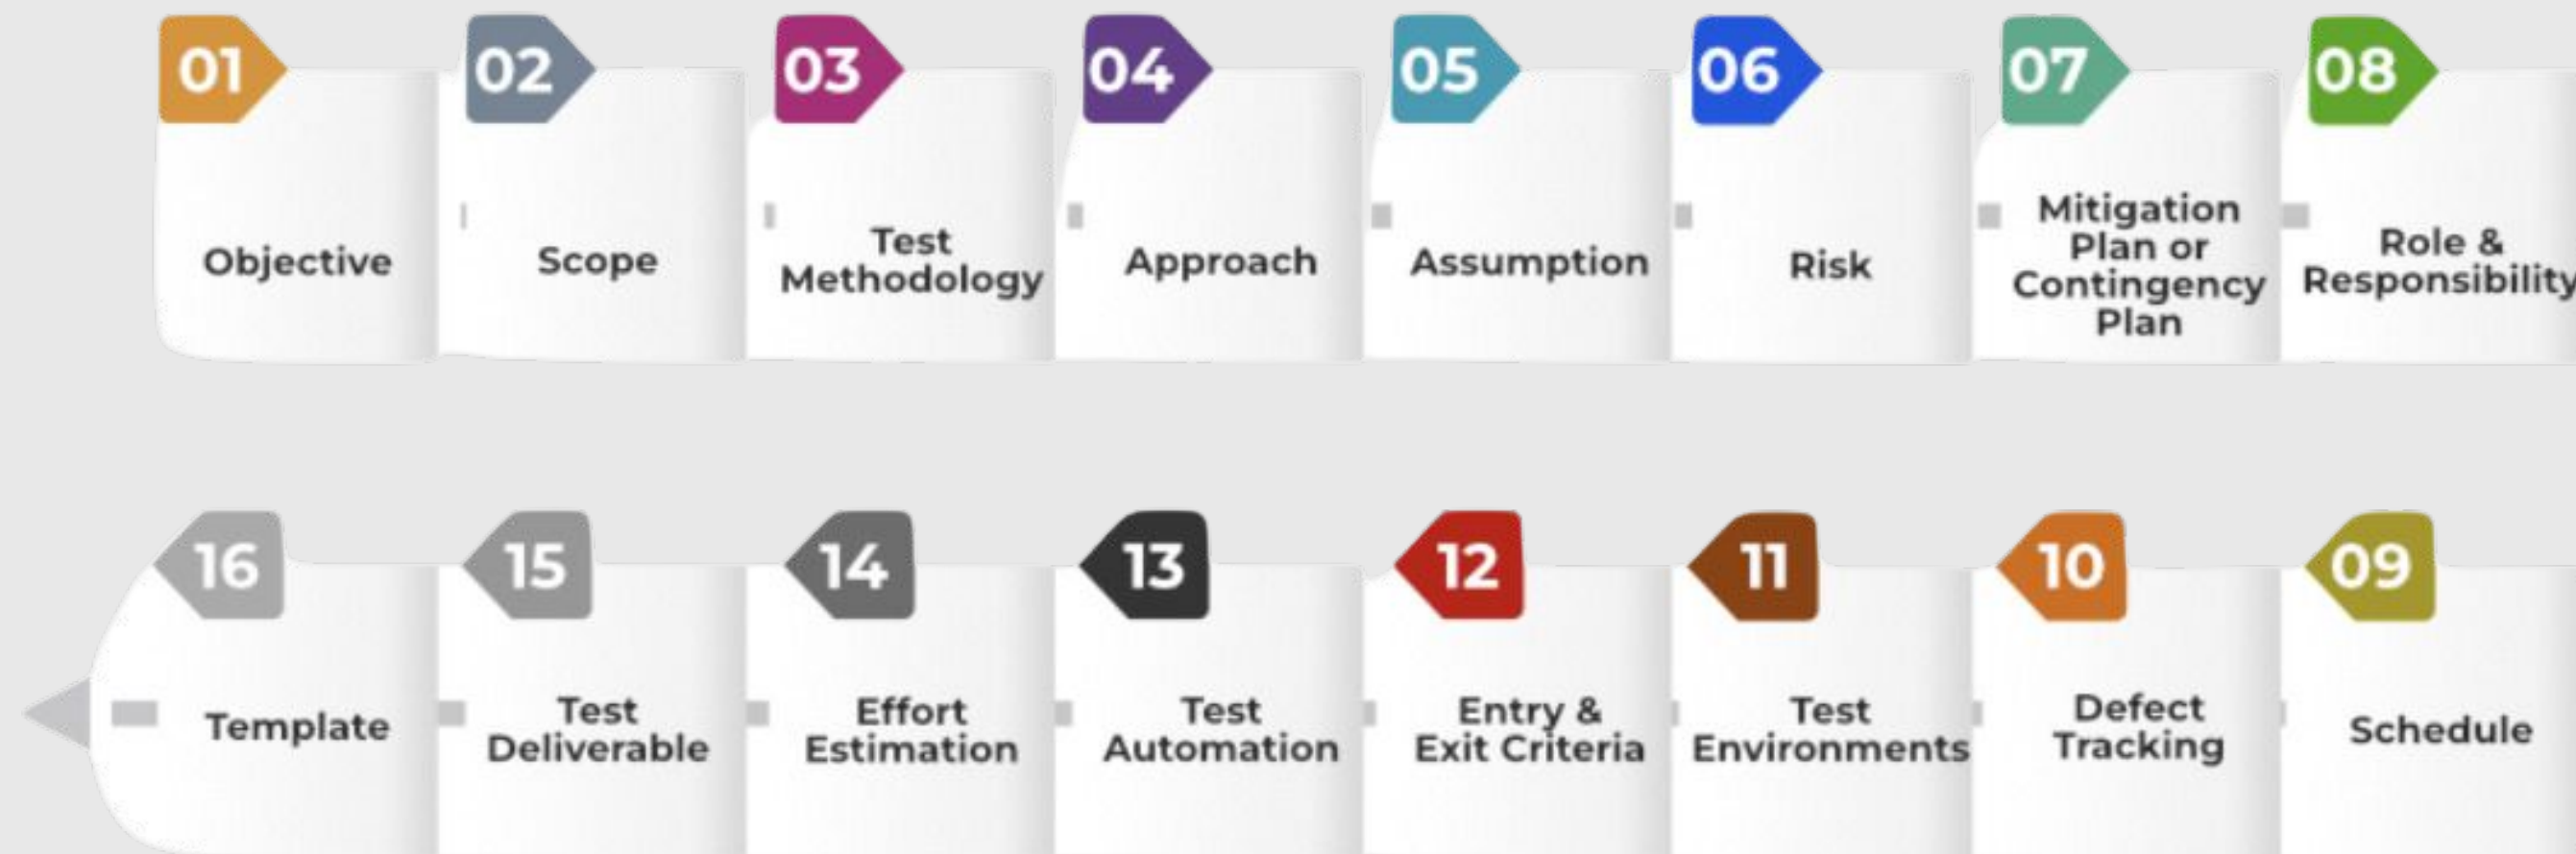 01
Objective
02
Scope
03
Test
Methodology
04
Approach
05
Assumption
06
Risk
07
Mitigation
Plan or
Contingency
Plan
08
Role &
Responsibility
16
Template
15
Test
Deliverable
14
Effort
Estimation
13
Test
Automation
12
Entry &
Exit Criteria
11
Test
Environments
10
Defect
Tracking
09
Schedule